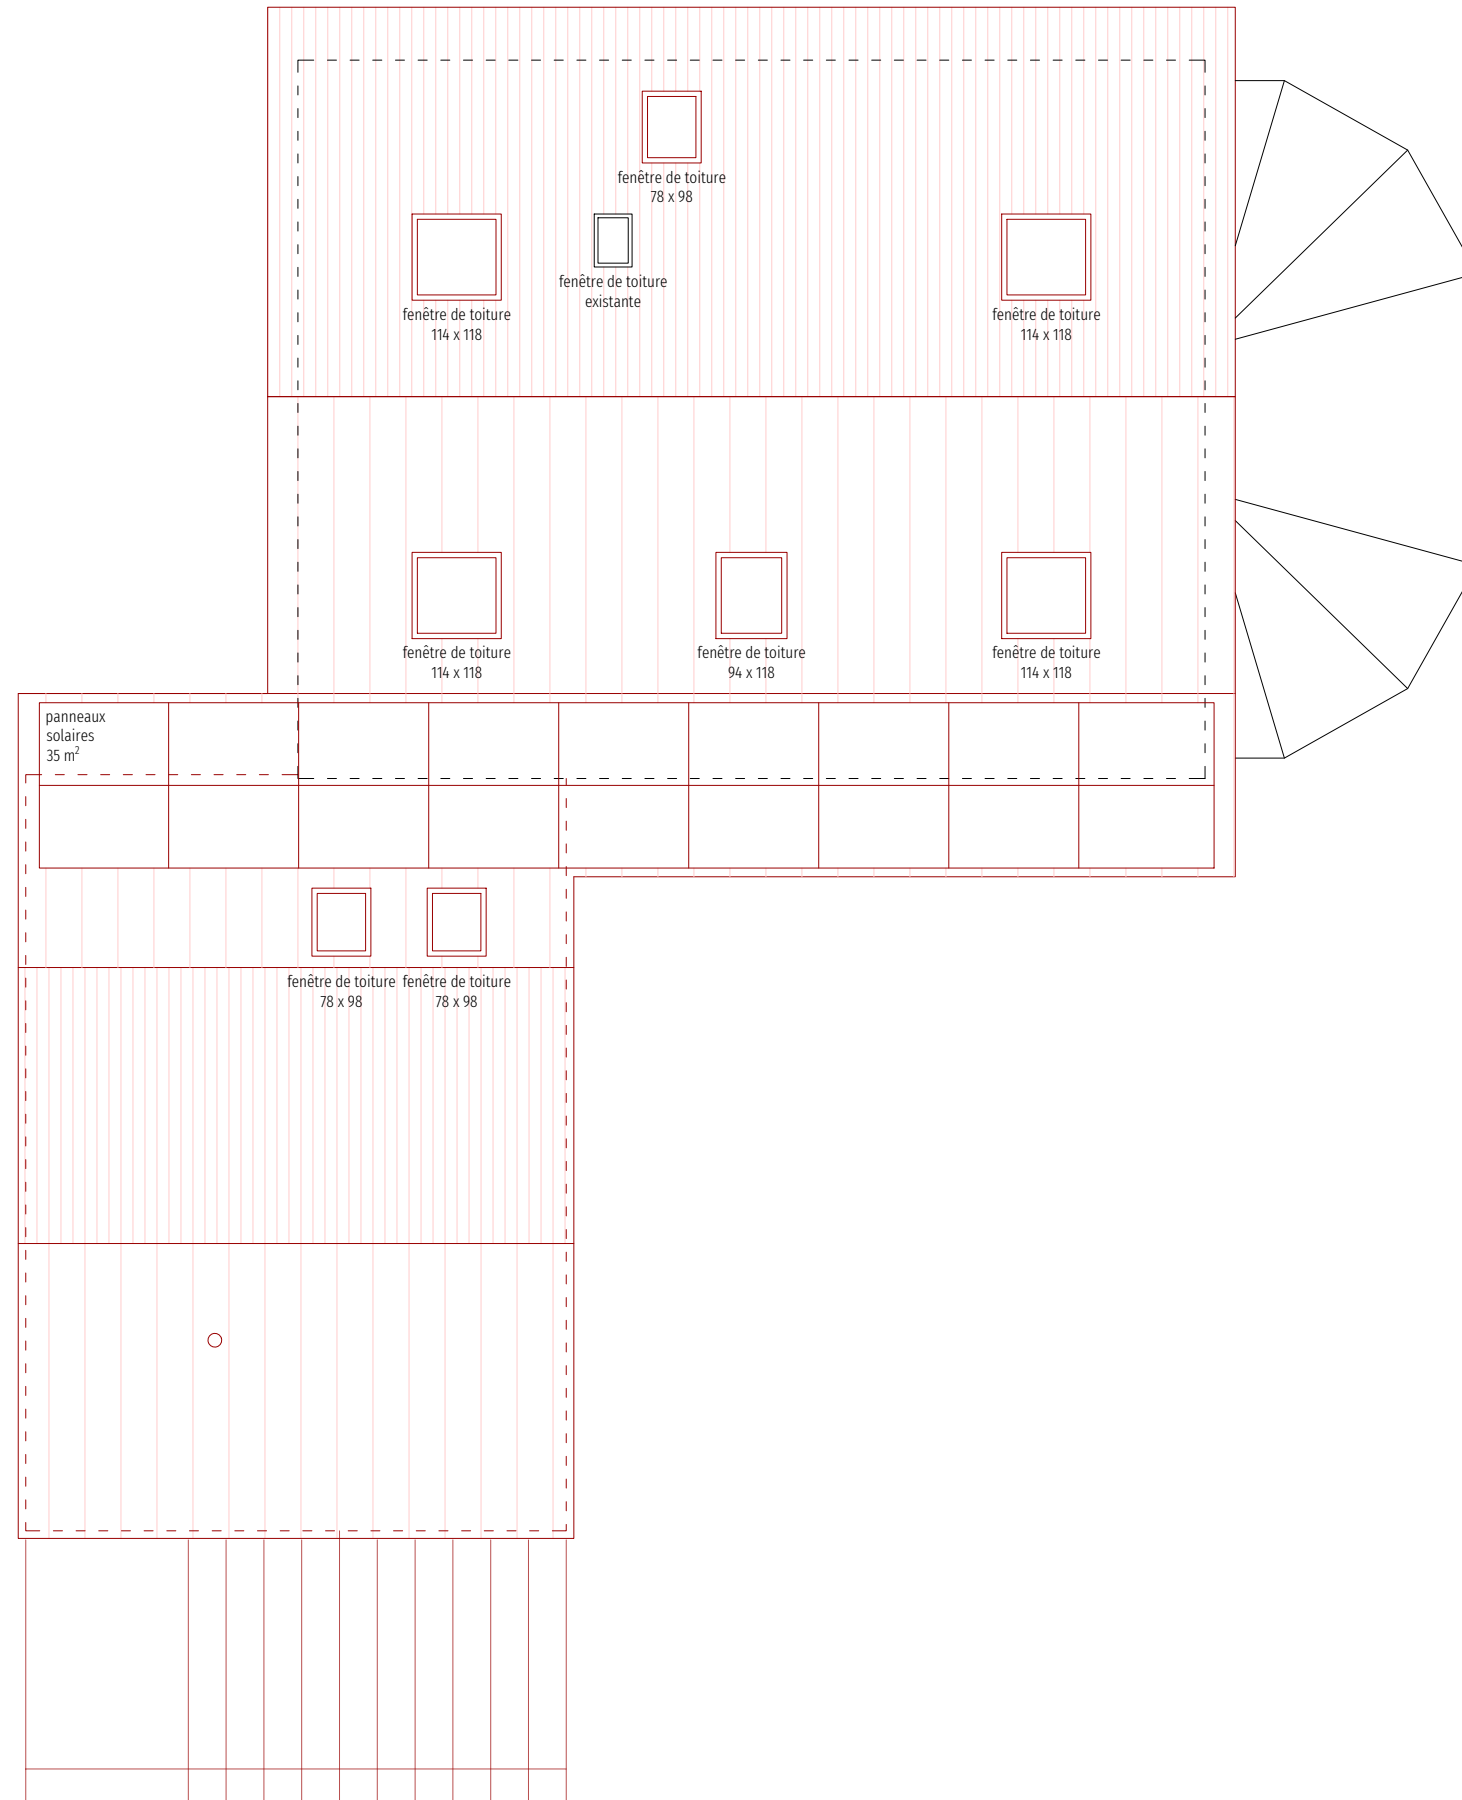 fenêtre de toiture
78 x 98
fenêtre de toiture
114 x 118
fenêtre de toiture
existante
fenêtre de toiture
114 x 118
fenêtre de toiture
114 x 118
fenêtre de toiture
94 x 118
fenêtre de toiture
114 x 118
panneaux
solaires
35 m²
fenêtre de toiture
78 x 98
fenêtre de toiture
78 x 98